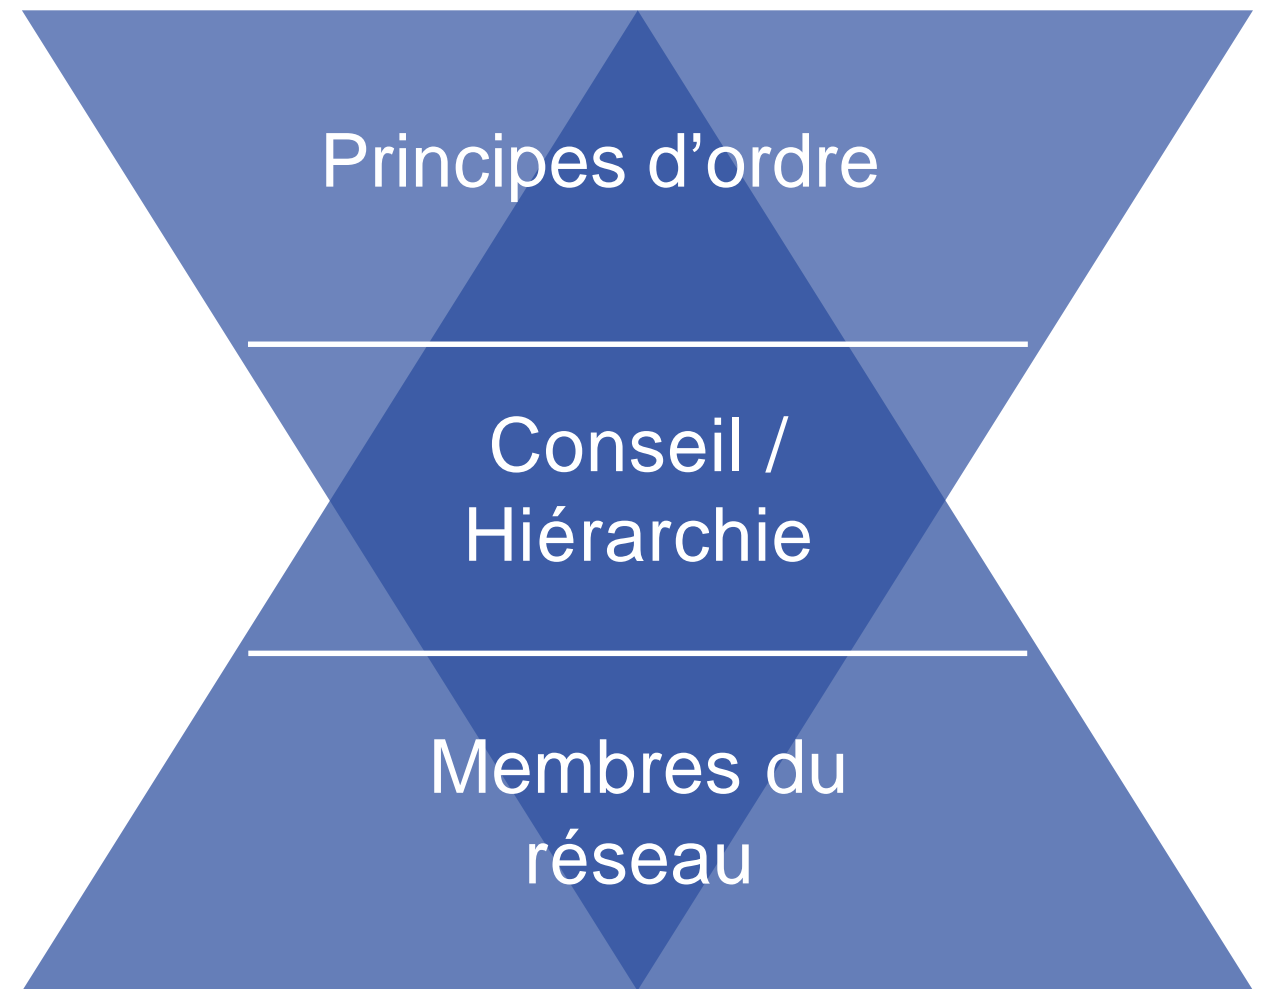 Principes d’ordre
Conseil /
Hiérarchie
Membres du
réseau